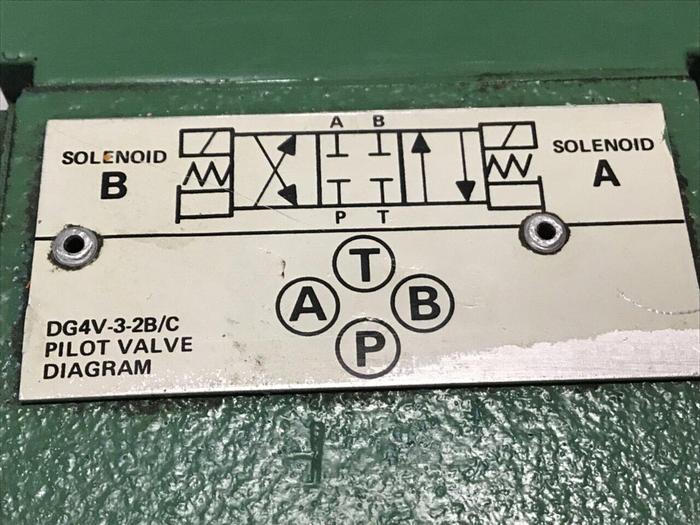 A B
SOLENOID
B
SOLENOID
A
P T
T
A B
P
DG4V-3-2B/C
PILOT VALVE
DIAGRAM